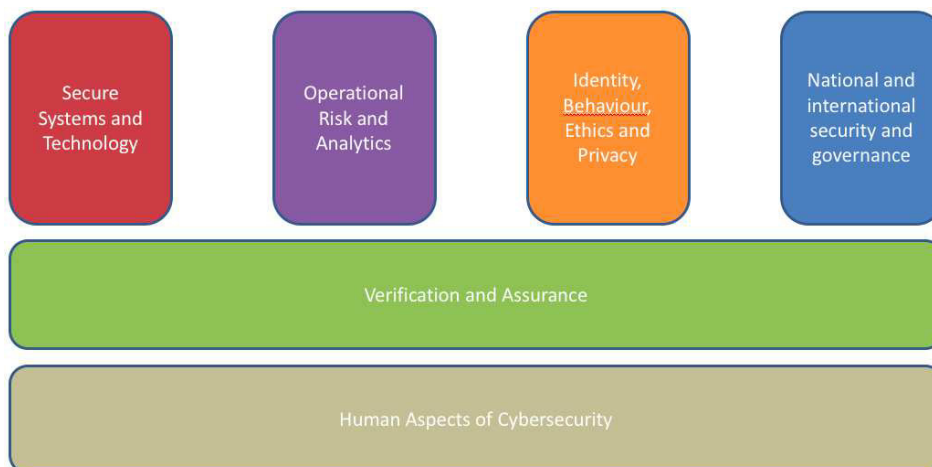 Secure
Systems and
Technology
Operational
Risk and
Analytics
Identity,
Behaviour,
Ethics and
Privacy
National and
international
security and
governance
Verification and Assurance
Human Aspects of Cybersecurity